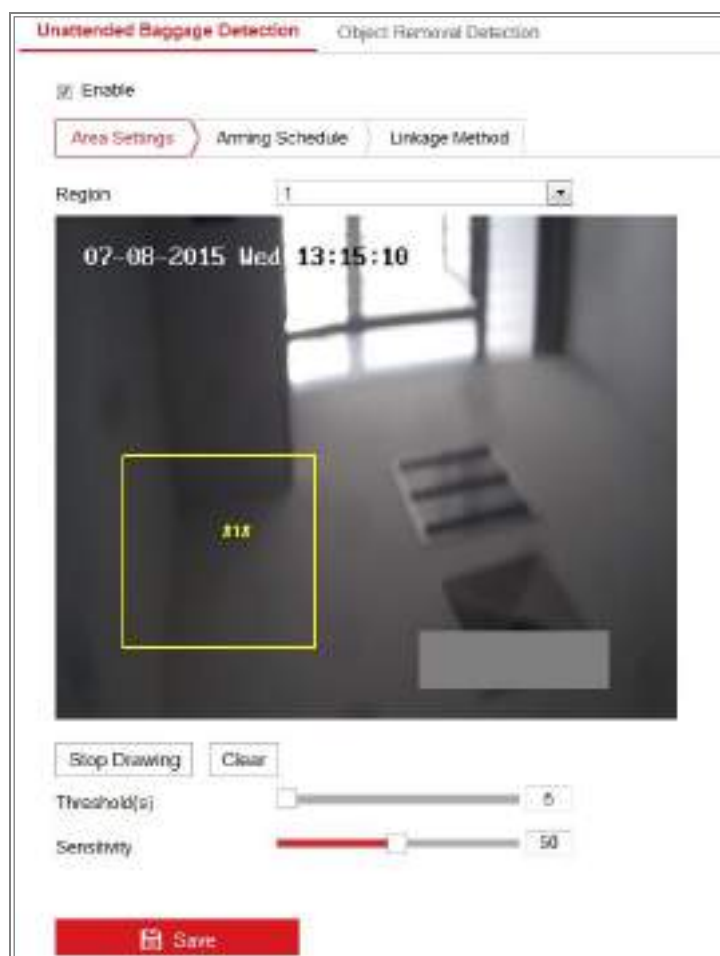 Unattended Baggage Detection Object Removal Detection
Enable
Area Settings Arming Schedule Linkage Method
Region 1
07-08-2015 Wed 13:15:10
#1#
Stop Drawing Clear
Threshold(s) 5
Sensitivity 50
Save